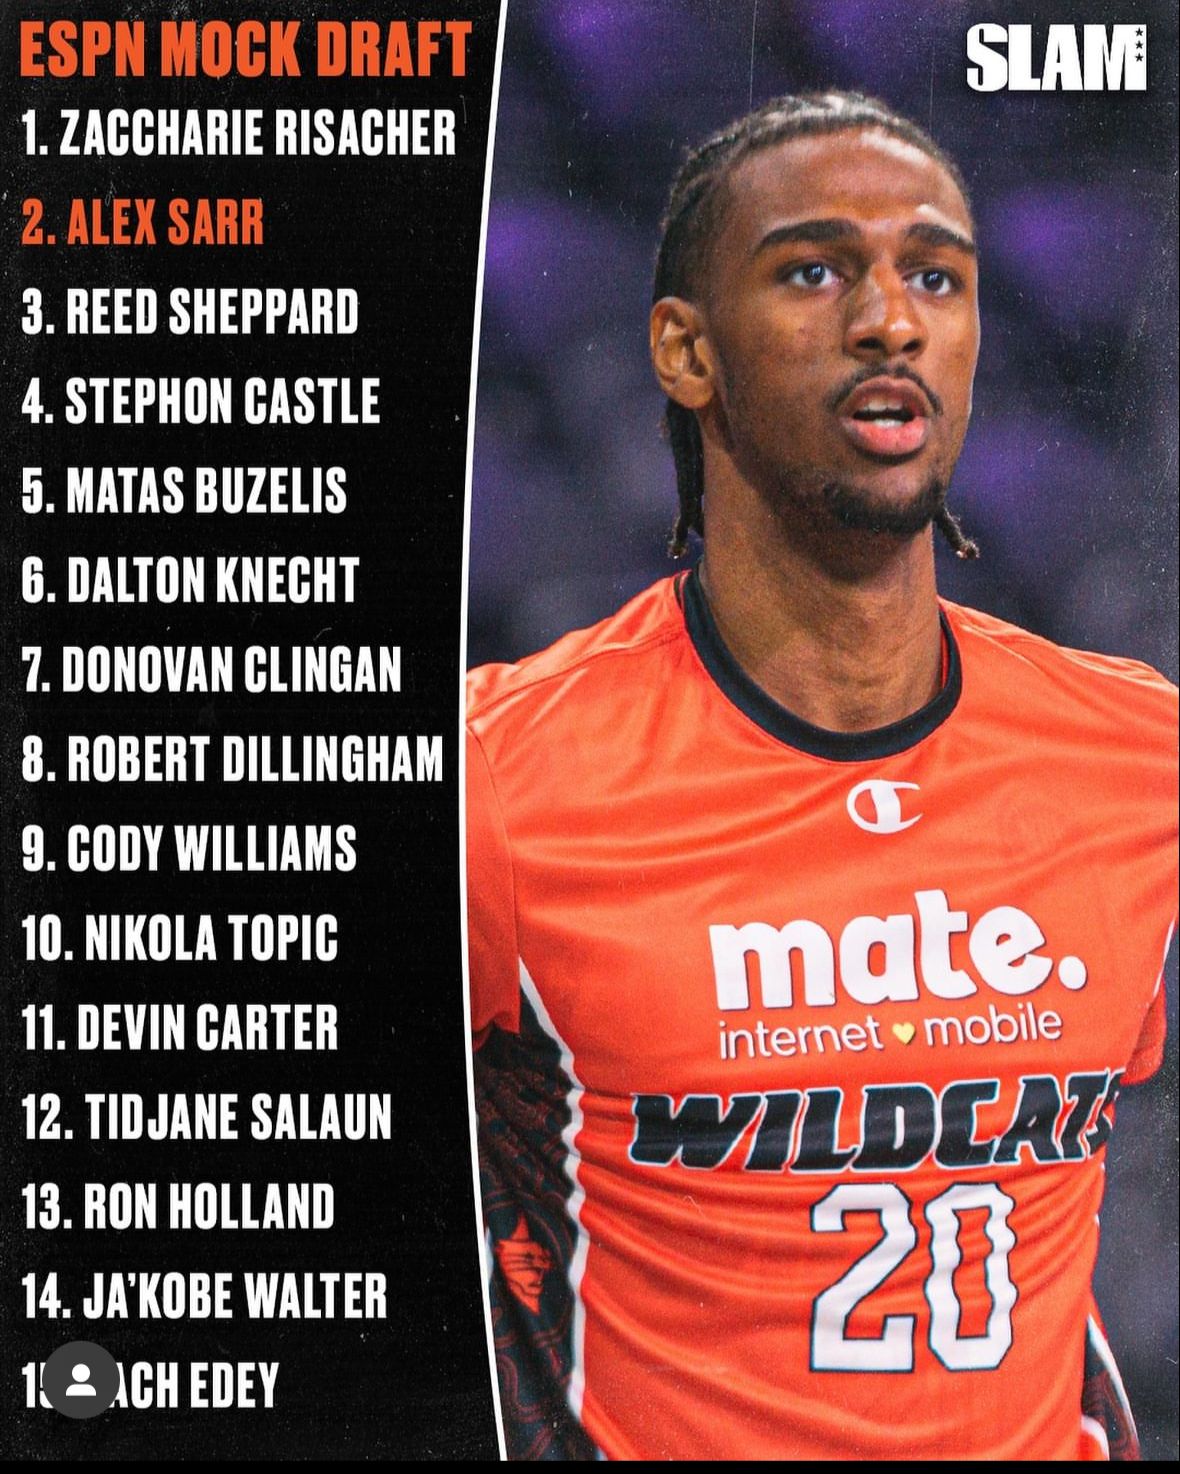 ESPN MOCK DRAFT
SLAM
1. ZACCHARIE RISACHER
2. ALEX SARR
3. REED SHEPPARD
4. STEPHON CASTLE
5. MATAS BUZELIS
6. DALTON KNECHT
7. DONOVAN CLINGAN
8. ROBERT DILLINGHAM
9. CODY WILLIAMS
10. NIKOLA TOPIC
11. DEVIN CARTER
12. TIDJANE SALAUN
13. RON HOLLAND
14. JA'KOBE WALTER
EDEY
mate.
internet mobile
WILDCATS
20